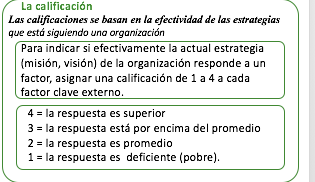 La calificación
Las calificaciones se basan en la efectividad de las estrategias
que está siguiendo una organización
Para indicar si efectivamente la actual estrategia
(misión, visión) de la organización responde a un
factor, asignar una calificación de 1 a 4 a cada
factor clave externo.
4 = la respuesta es superior
3 = la respuesta está por encima del promedio
2 = la respuesta es promedio
1 = la respuesta es  deficiente (pobre).